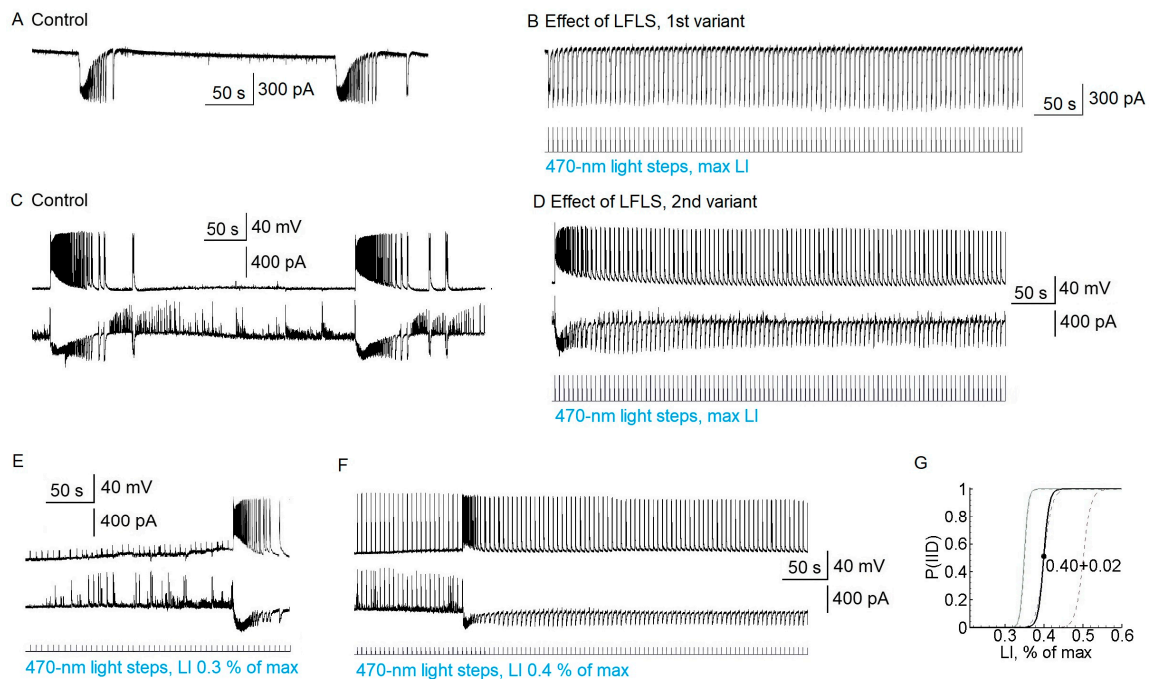 A Control
B Effect of LFLS, 1st variant
50 s 300 pA
50 s 300 pA
470-nm light steps, max LI
C Control
D Effect of LFLS, 2nd variant
50 s 40 mV
400 pA
50 s 40 mV
400 pA
470-nm light steps, max LI
E
F
G
50 s 40 mV
400 pA
50 s 40 mV
400 pA
470-nm light steps, LI 0.3 % of max
470-nm light steps, LI 0.4 % of max
P(IID)
1
0.8
0.6
0.4
0.2
0
0.40+0.02
0.3 0.4 0.5 0.6
LI, % of max